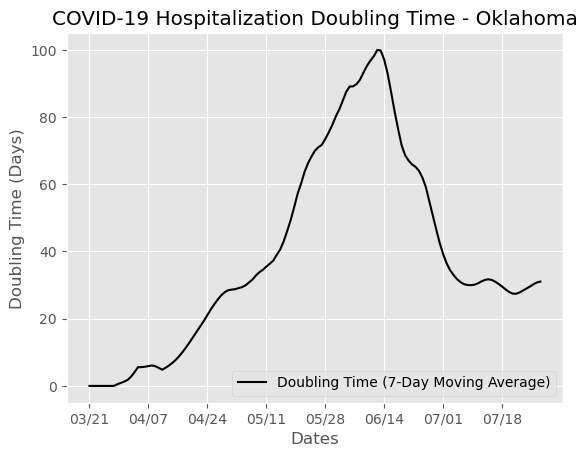 COVID-19 Hospitalization Doubling Time - Oklahoma
Doubling Time (Days)
100
80
60
40
20
0
Doubling Time (7-Day Moving Average)
03/21 04/07 04/24 05/11 05/28 06/14 07/01 07/18
Dates